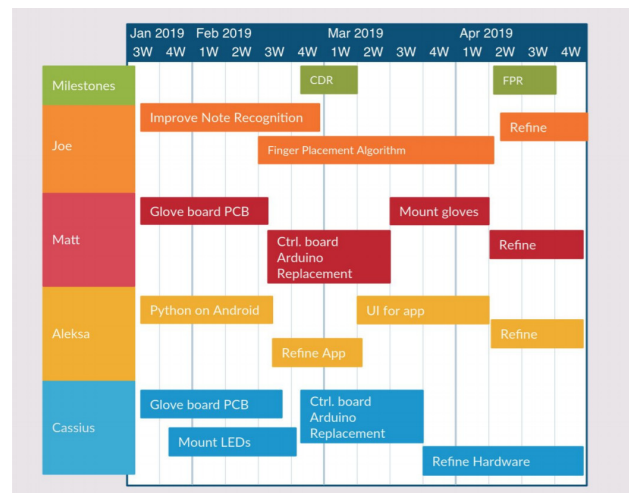 Jan 2019 Feb 2019 Mar 2019 Apr 2019
3W 4W 1W 2W 3W 4W 1W 2W 3W 4W 1W 2W 3W 4W
Milestones
CDR
FPR
Joe
Improve Note Recognition
Finger Placement Algorithm
Refine
Matt
Glove board PCB
Ctrl. board
Arduino
Replacement
Mount gloves
Refine
Aleksa
Python on Android
Refine App
UI for app
Refine
Cassius
Glove board PCB
Mount LEDs
Ctrl. board
Arduino
Replacement
Refine Hardware